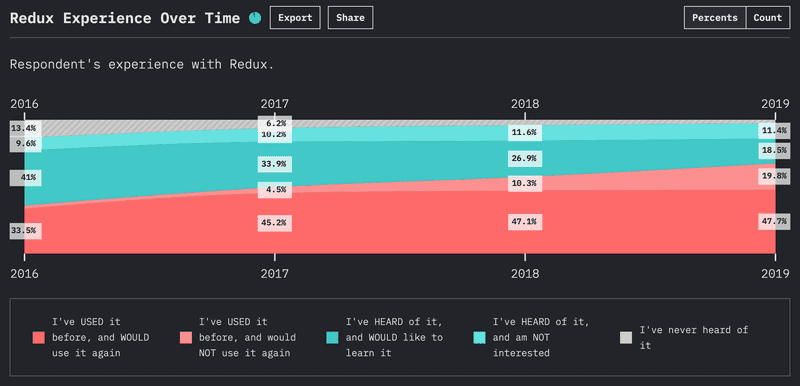 Redux Experience Over Time Export Share Percents Count
Respondent's experience with Redux.
2016 2017 2018 2019
13.4% 6.2% 11.4%
9.6% 10.2% 11.6% 18.5%
41% 33.9% 26.9% 19.8%
4.5% 10.3%
33.5% 45.2% 47.1% 47.7%
2016 2017 2018 2019
I've USED it
before, and WOULD
use it again
I've USED it
before, and would
NOT use it again
I've HEARD of it,
and WOULD like to
learn it
I've HEARD of it,
and am NOT
interested
I've never heard of
it